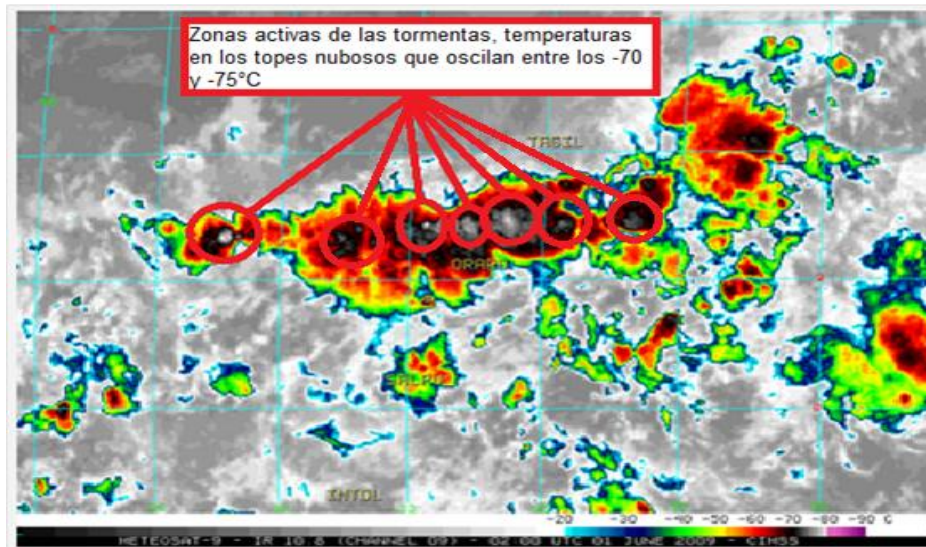 Zonas activas de las tormentas, temperaturas
en los topes nubosos que oscilan entre los -70
y -75°C
TASIL
ORARO
SALPU
INTOL
-20 -30 -40 -50 -60 -70 -80 -90 C
METEOSAT-9 - IR 10.8 (CHANNEL 09) - 02:00 UTC 01 JUNE 2009 - CIMSS